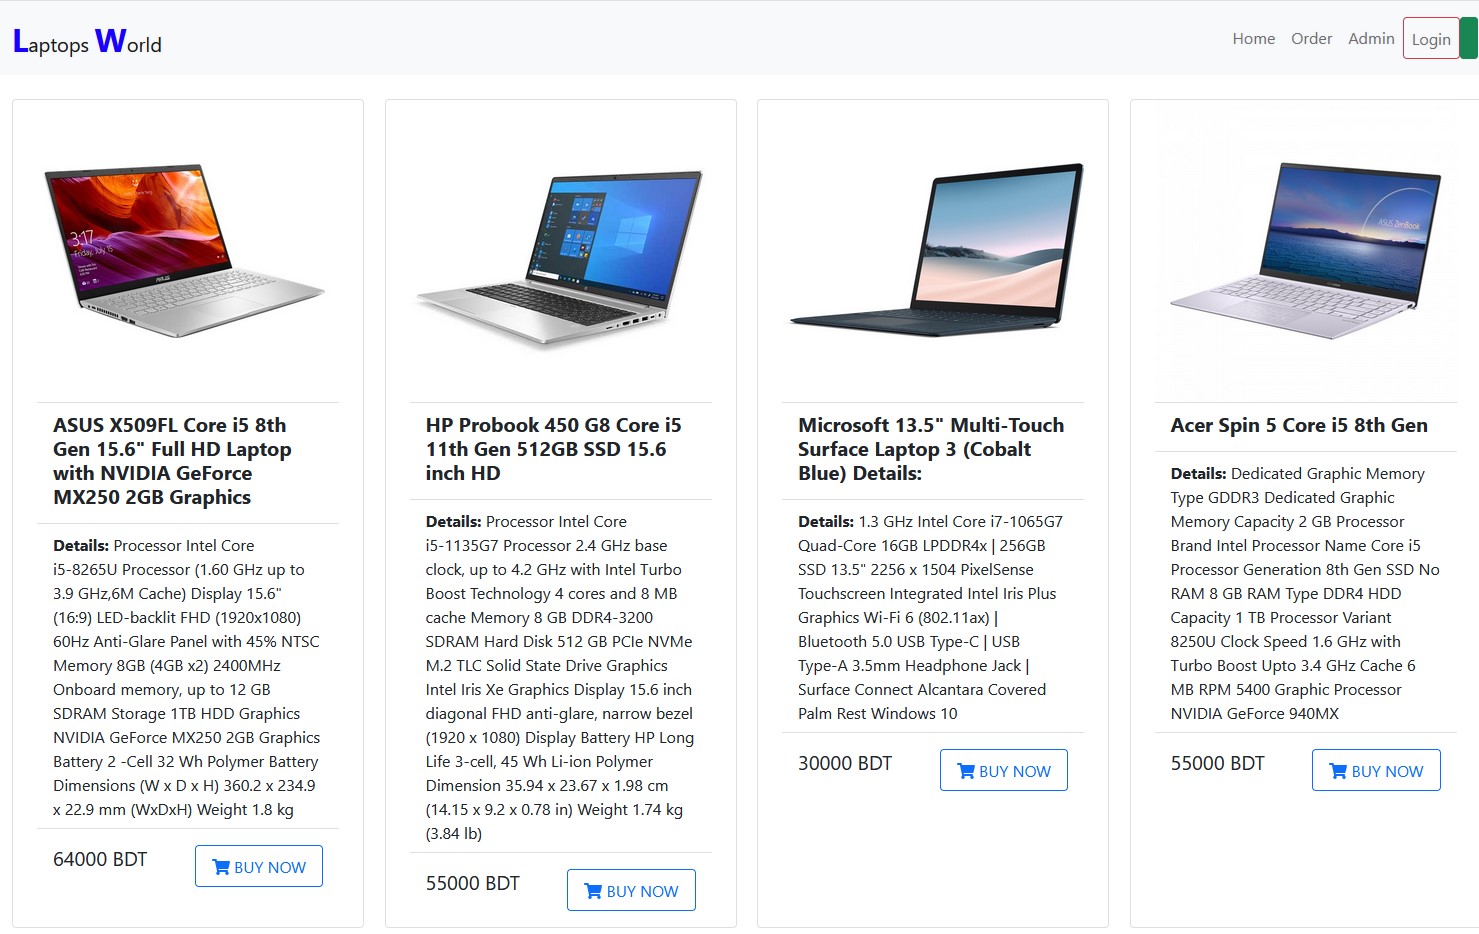 Laptops World
Home Order Admin Login
3:17
Friday, July 15
ASUS
ASUS ZenBook
ASUS X509FL Core i5 8th
Gen 15.6" Full HD Laptop
with NVIDIA GeForce
MX250 2GB Graphics
Details: Processor Intel Core
i5-8265U Processor (1.60 GHz up to
3.9 GHz,6M Cache) Display 15.6"
(16:9) LED-backlit FHD (1920x1080)
60Hz Anti-Glare Panel with 45% NTSC
Memory 8GB (4GB x2) 2400MHz
Onboard memory, up to 12 GB
SDRAM Storage 1TB HDD Graphics
NVIDIA GeForce MX250 2GB Graphics
Battery 2 -Cell 32 Wh Polymer Battery
Dimensions (W x D x H) 360.2 x 234.9
x 22.9 mm (WxDxH) Weight 1.8 kg
64000 BDT
BUY NOW
HP Probook 450 G8 Core i5
11th Gen 512GB SSD 15.6
inch HD
Details: Processor Intel Core
i5-1135G7 Processor 2.4 GHz base
clock, up to 4.2 GHz with Intel Turbo
Boost Technology 4 cores and 8 MB
cache Memory 8 GB DDR4-3200
SDRAM Hard Disk 512 GB PCIe NVMe
M.2 TLC Solid State Drive Graphics
Intel Iris Xe Graphics Display 15.6 inch
diagonal FHD anti-glare, narrow bezel
(1920 x 1080) Display Battery HP Long
Life 3-cell, 45 Wh Li-ion Polymer
Dimension 35.94 x 23.67 x 1.98 cm
(14.15 x 9.2 x 0.78 in) Weight 1.74 kg
(3.84 lb)
55000 BDT
BUY NOW
Microsoft 13.5" Multi-Touch
Surface Laptop 3 (Cobalt
Blue) Details:
Details: 1.3 GHz Intel Core i7-1065G7
Quad-Core 16GB LPDDR4x | 256GB
SSD 13.5" 2256 x 1504 PixelSense
Touchscreen Integrated Intel Iris Plus
Graphics Wi-Fi 6 (802.11ax) |
Bluetooth 5.0 USB Type-C | USB
Type-A 3.5mm Headphone Jack |
Surface Connect Alcantara Covered
Palm Rest Windows 10
30000 BDT
BUY NOW
Acer Spin 5 Core i5 8th Gen
Details: Dedicated Graphic Memory
Type GDDR3 Dedicated Graphic
Memory Capacity 2 GB Processor
Brand Intel Processor Name Core i5
Processor Generation 8th Gen SSD No
RAM 8 GB RAM Type DDR4 HDD
Capacity 1 TB Processor Variant
8250U Clock Speed 1.6 GHz with
Turbo Boost Upto 3.4 GHz Cache 6
MB RPM 5400 Graphic Processor
NVIDIA GeForce 940MX
55000 BDT
BUY NOW